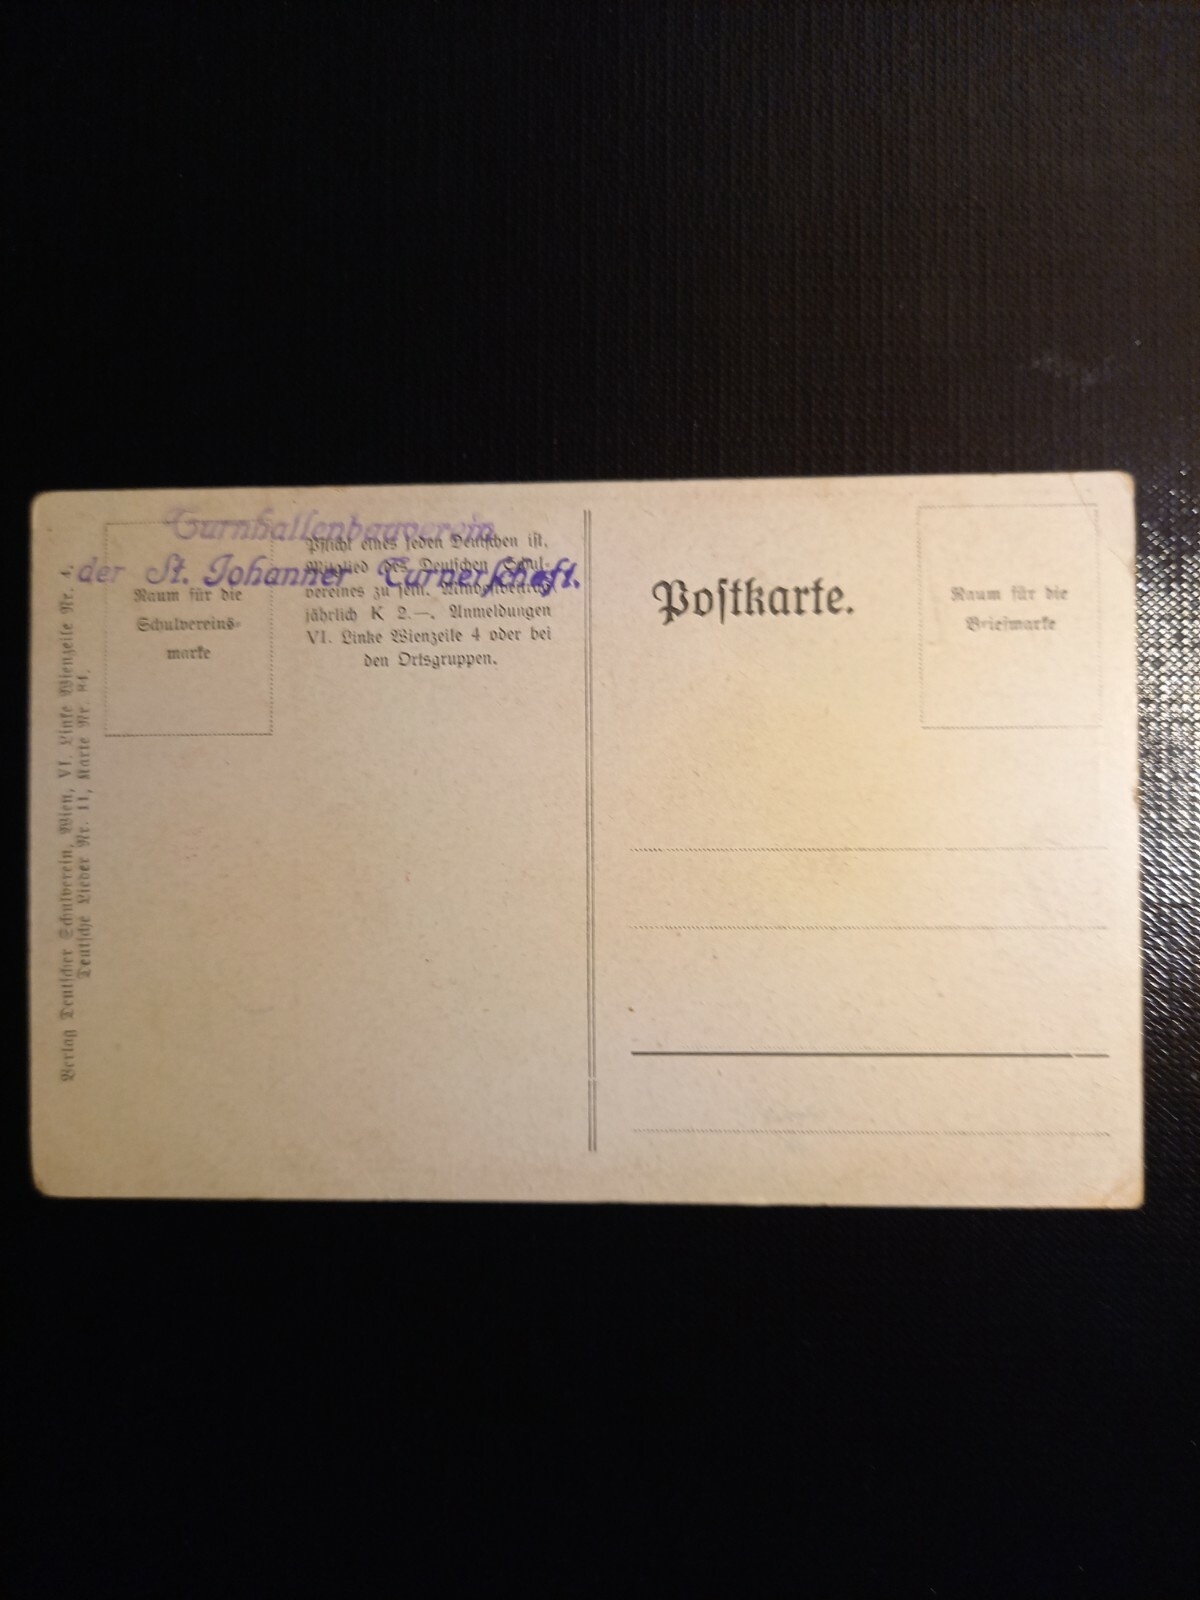 Turnhallenbauverein
der St. Johanner Turnerschaft.
Raum für die
Schulvereins-
marke
Pflicht eines jeden Deutschen ist,
Mitglied des Deutschen Schul-
vereines zu sein. Mindestbeitrag
jährlich K 2.—. Anmeldungen
VI. Linke Wienzeile 4 oder bei
den Ortsgruppen.
Postkarte.
Raum für die
Briefmarke
Verlag Deutscher Schulverein, Wien, VI. Linke Wienzeile Nr. 4
Deutsche Lieder Nr. 11, Karte Nr. 84.